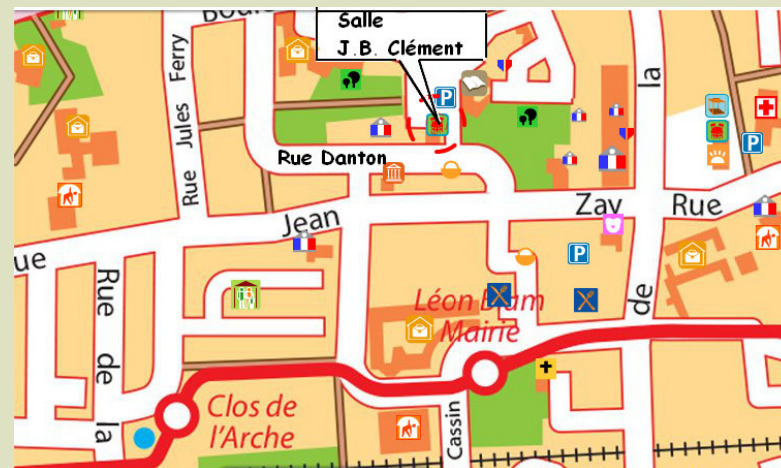 Boule
Salle
J.B. Clément
Rue Jules Ferry
P
la
P
Rue Danton
Jean
Zay
Rue
ue
P
Rue de la
de
Léon Blum
Mairie
Clos de
l'Arche
Cassin